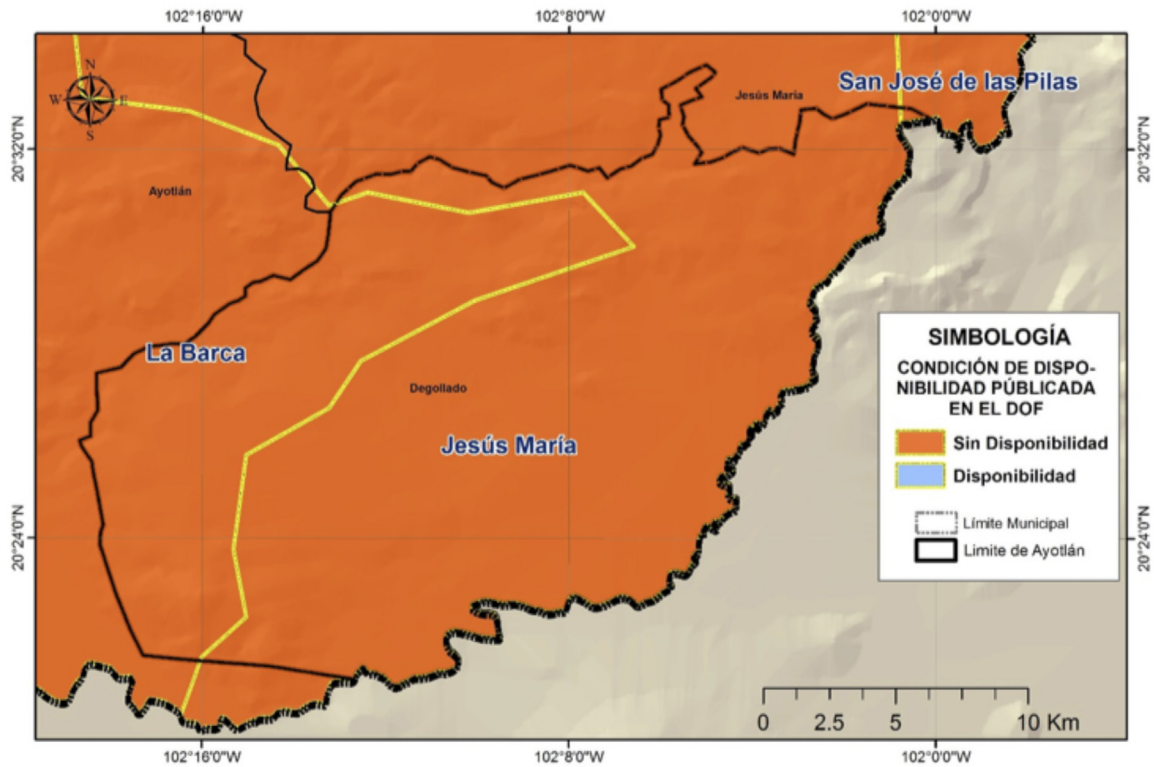 102°16'0"W 102°8'0"W 102°0'0"W
N
W E
S
San José de las Pilas
Jesús María
20°32'0"N 20°32'0"N
Ayotlán
La Barca
Degollado
Jesús María
SIMBOLOGÍA
CONDICIÓN DE DISPO-
NIBILIDAD PÚBLICADA
EN EL DOF
Sin Disponibilidad
Disponibilidad
Límite Municipal
Limite de Ayotlán
20°24'0"N 20°24'0"N
0 2.5 5 10 Km
102°16'0"W 102°8'0"W 102°0'0"W